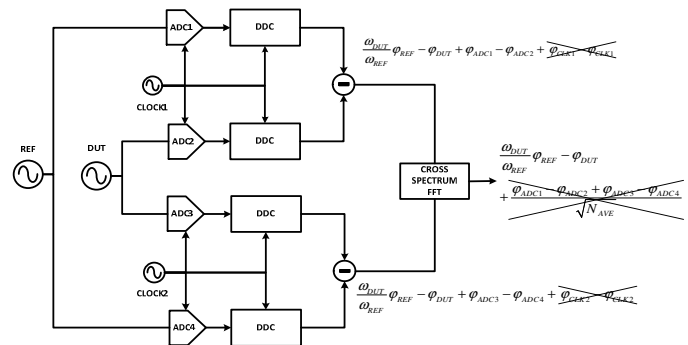 ADC1
DDC
ω_DUT/ω_REF φ_REF − φ_DUT + φ_ADC1 − φ_ADC2 + φ_CLK1 − φ_CLK1
CLOCK1
ADC2
DDC
REF
DUT
CROSS
SPECTRUM
FFT
ω_DUT/ω_REF φ_REF − φ_DUT
+ (φ_ADC1 − φ_ADC2 + φ_ADC3 − φ_ADC4)/√N_AVE
ADC3
DDC
CLOCK2
ω_DUT/ω_REF φ_REF − φ_DUT + φ_ADC3 − φ_ADC4 + φ_CLK2 − φ_CLK2
ADC4
DDC